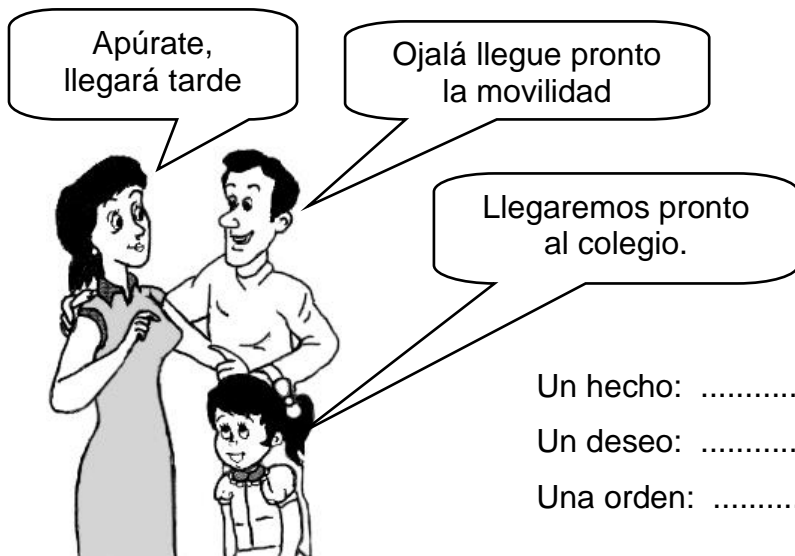 Apúrate,
llegará tarde
Ojalá llegue pronto
la movilidad
Llegaremos pronto
al colegio.
Un hecho: ...........
Un deseo: ...........
Una orden: ..........